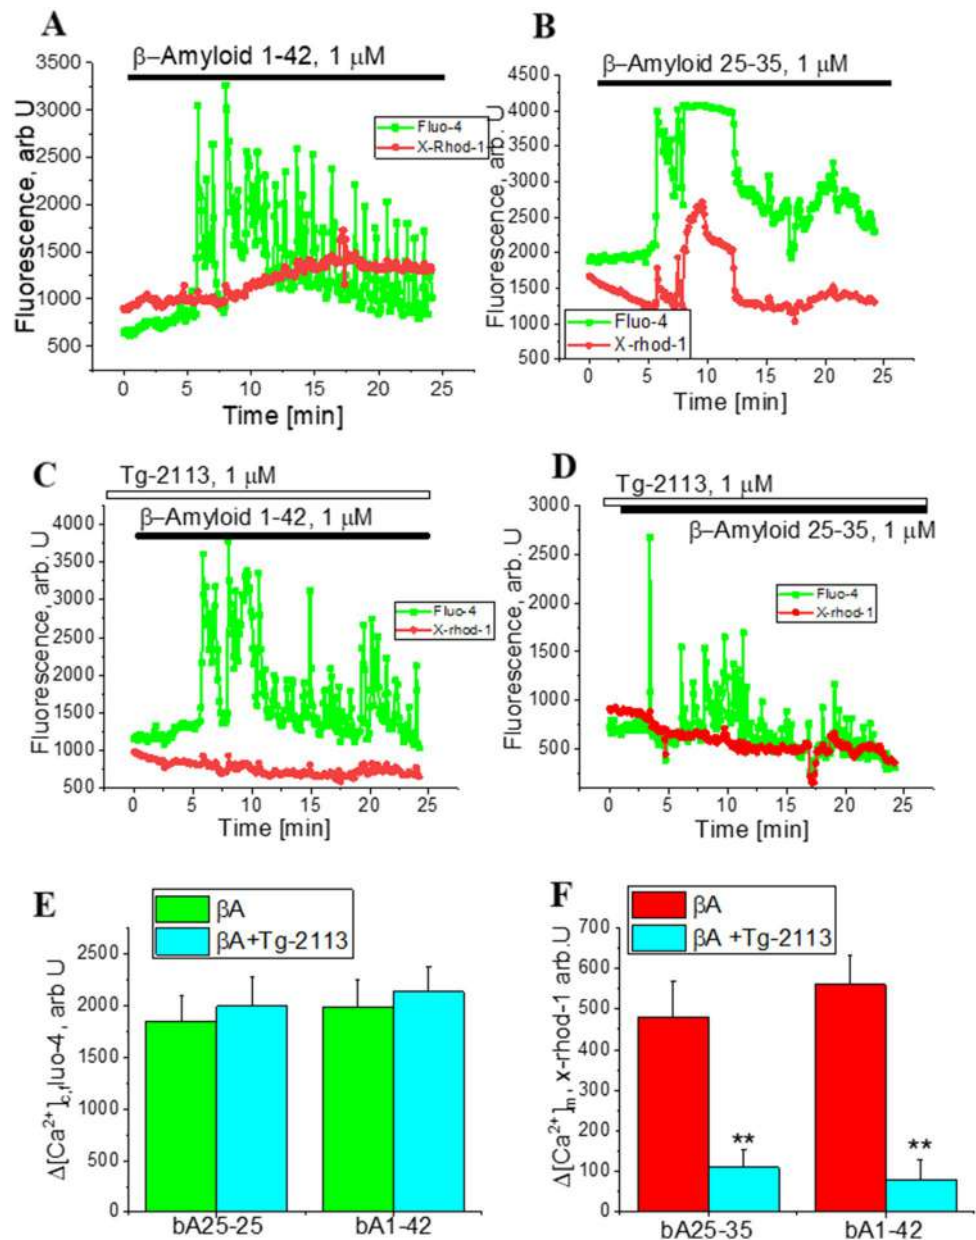 A
β–Amyloid 1-42, 1 μM
Fluorescence, arb U
3500
3000
2500
2000
1500
1000
500
Fluo-4
X-Rhod-1
0 5 10 15 20 25
Time [min]
B
β–Amyloid 25-35, 1 μM
Fluorescence, arb. U
4500
4000
3500
3000
2500
2000
1500
1000
500
Fluo-4
X-rhod-1
0 5 10 15 20 25
Time [min]
C
Tg-2113, 1 μM
β–Amyloid 1-42, 1 μM
Fluorescence, arb. U
4000
3500
3000
2500
2000
1500
1000
500
Fluo-4
X-rhod-1
0 5 10 15 20 25
Time [min]
D
Tg-2113, 1 μM
β–Amyloid 25-35, 1 μM
Fluorescence, arb. U
3000
2500
2000
1500
1000
500
Fluo-4
X-rhod-1
0 5 10 15 20 25
Time [min]
E
βA
βA+Tg-2113
Δ[Ca²⁺]c,fluo-4, arb U
2500
2000
1500
1000
500
0
bA25-25 bA1-42
F
βA
βA +Tg-2113
Δ[Ca²⁺]m, x-rhod-1 arb.U
700
600
500
400
300
200
100
0
**
**
bA25-35 bA1-42